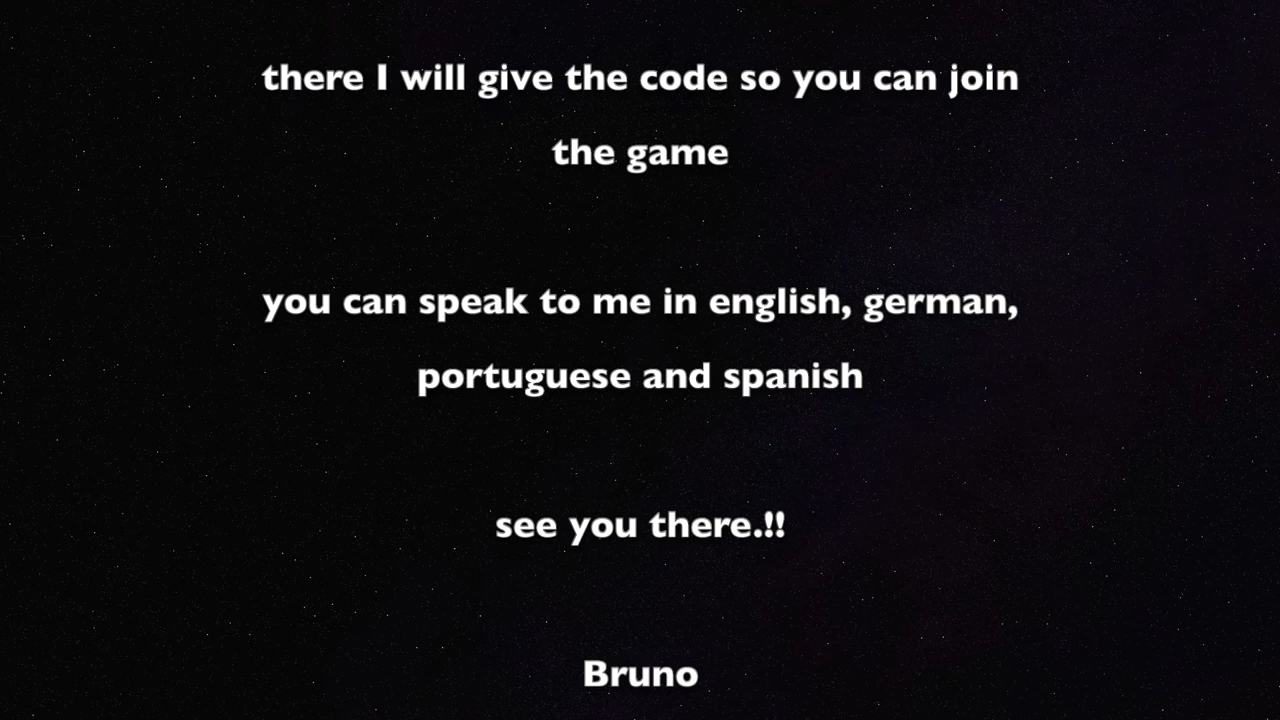 there I will give the code so you can join
the game
you can speak to me in english, german,
portuguese and spanish
see you there.!!
Bruno